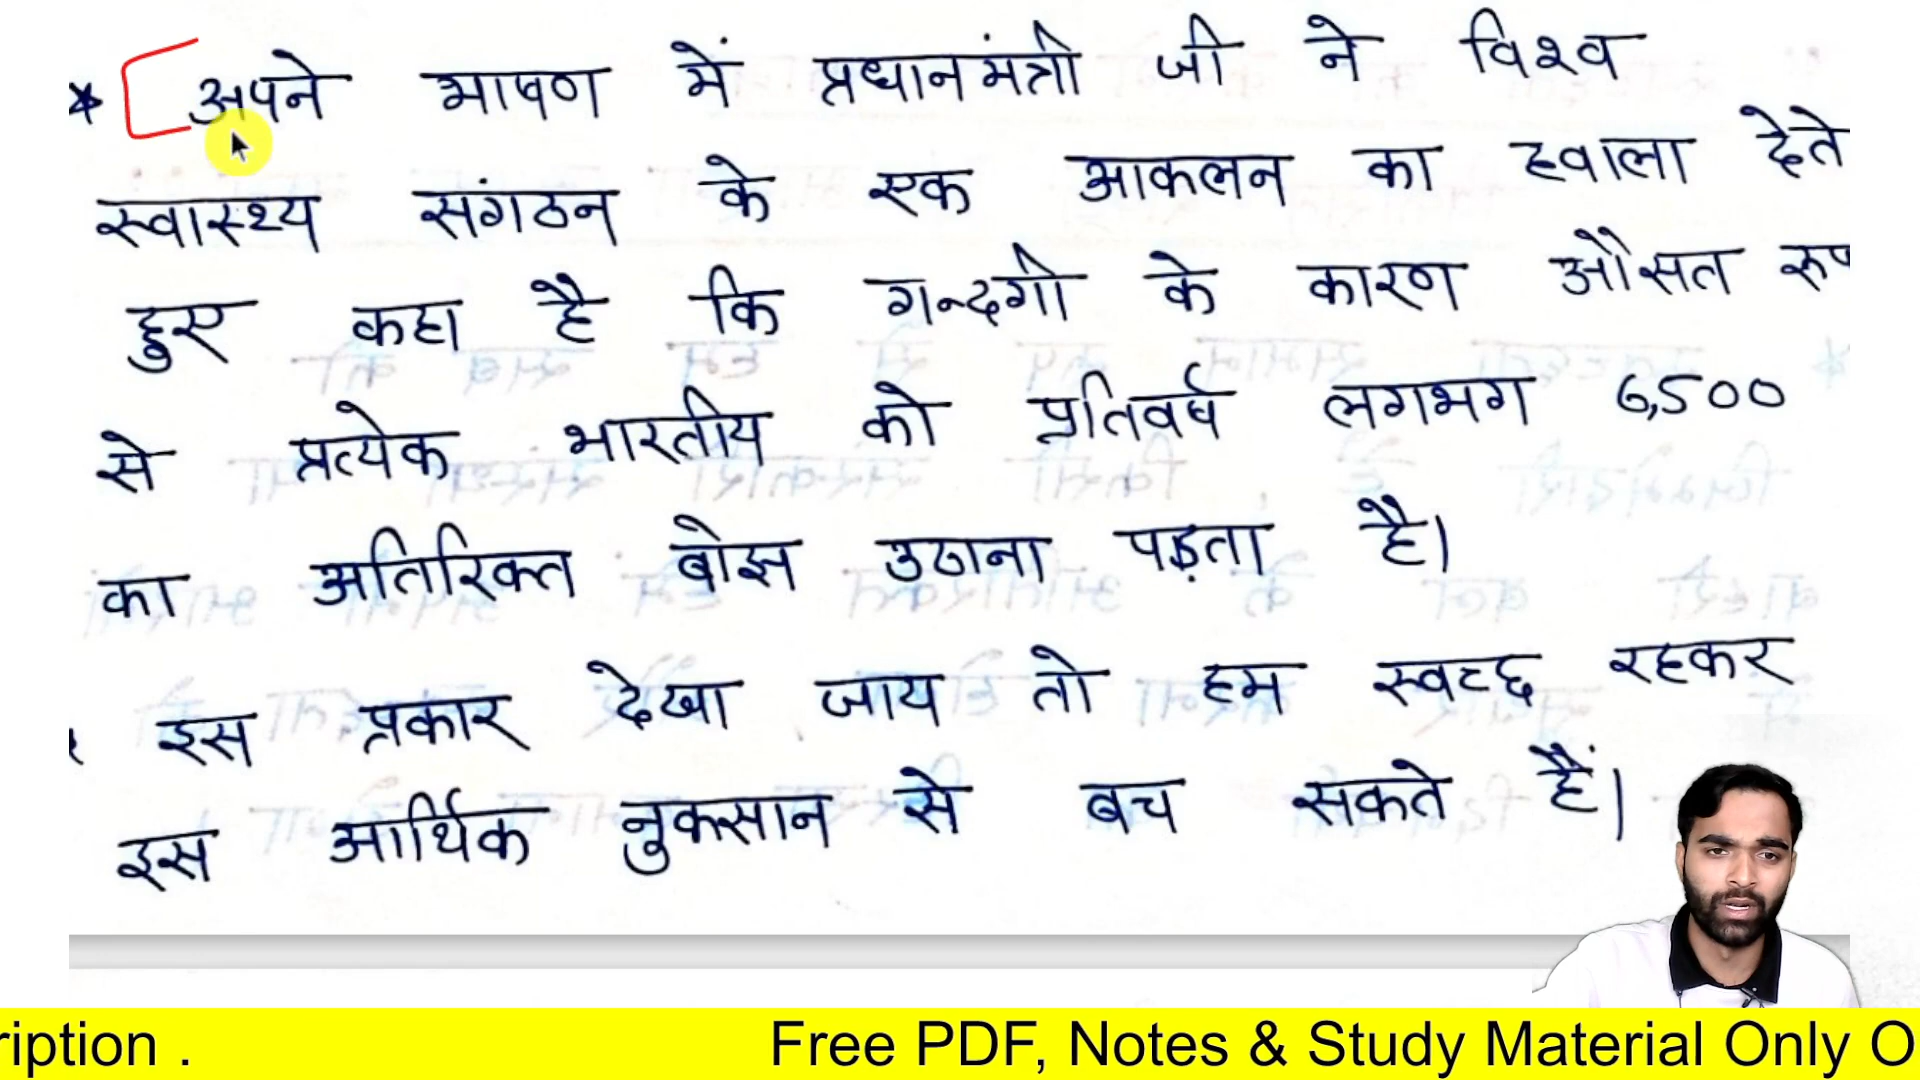 * अपने भाषण में प्रधानमंत्री जी ने विश्व
स्वास्थ्य संगठन के एक आकलन का हवाला देते
हुए कहा है कि गन्दगी के कारण औसत रूप
से प्रत्येक भारतीय को प्रतिवर्ष लगभग 6,500
का अतिरिक्त बोझ उठाना पड़ता है।
इस प्रकार देखा जाय तो हम स्वच्छ रहकर
इस आर्थिक नुकसान से बच सकते हैं।
ription . Free PDF, Notes & Study Material Only O